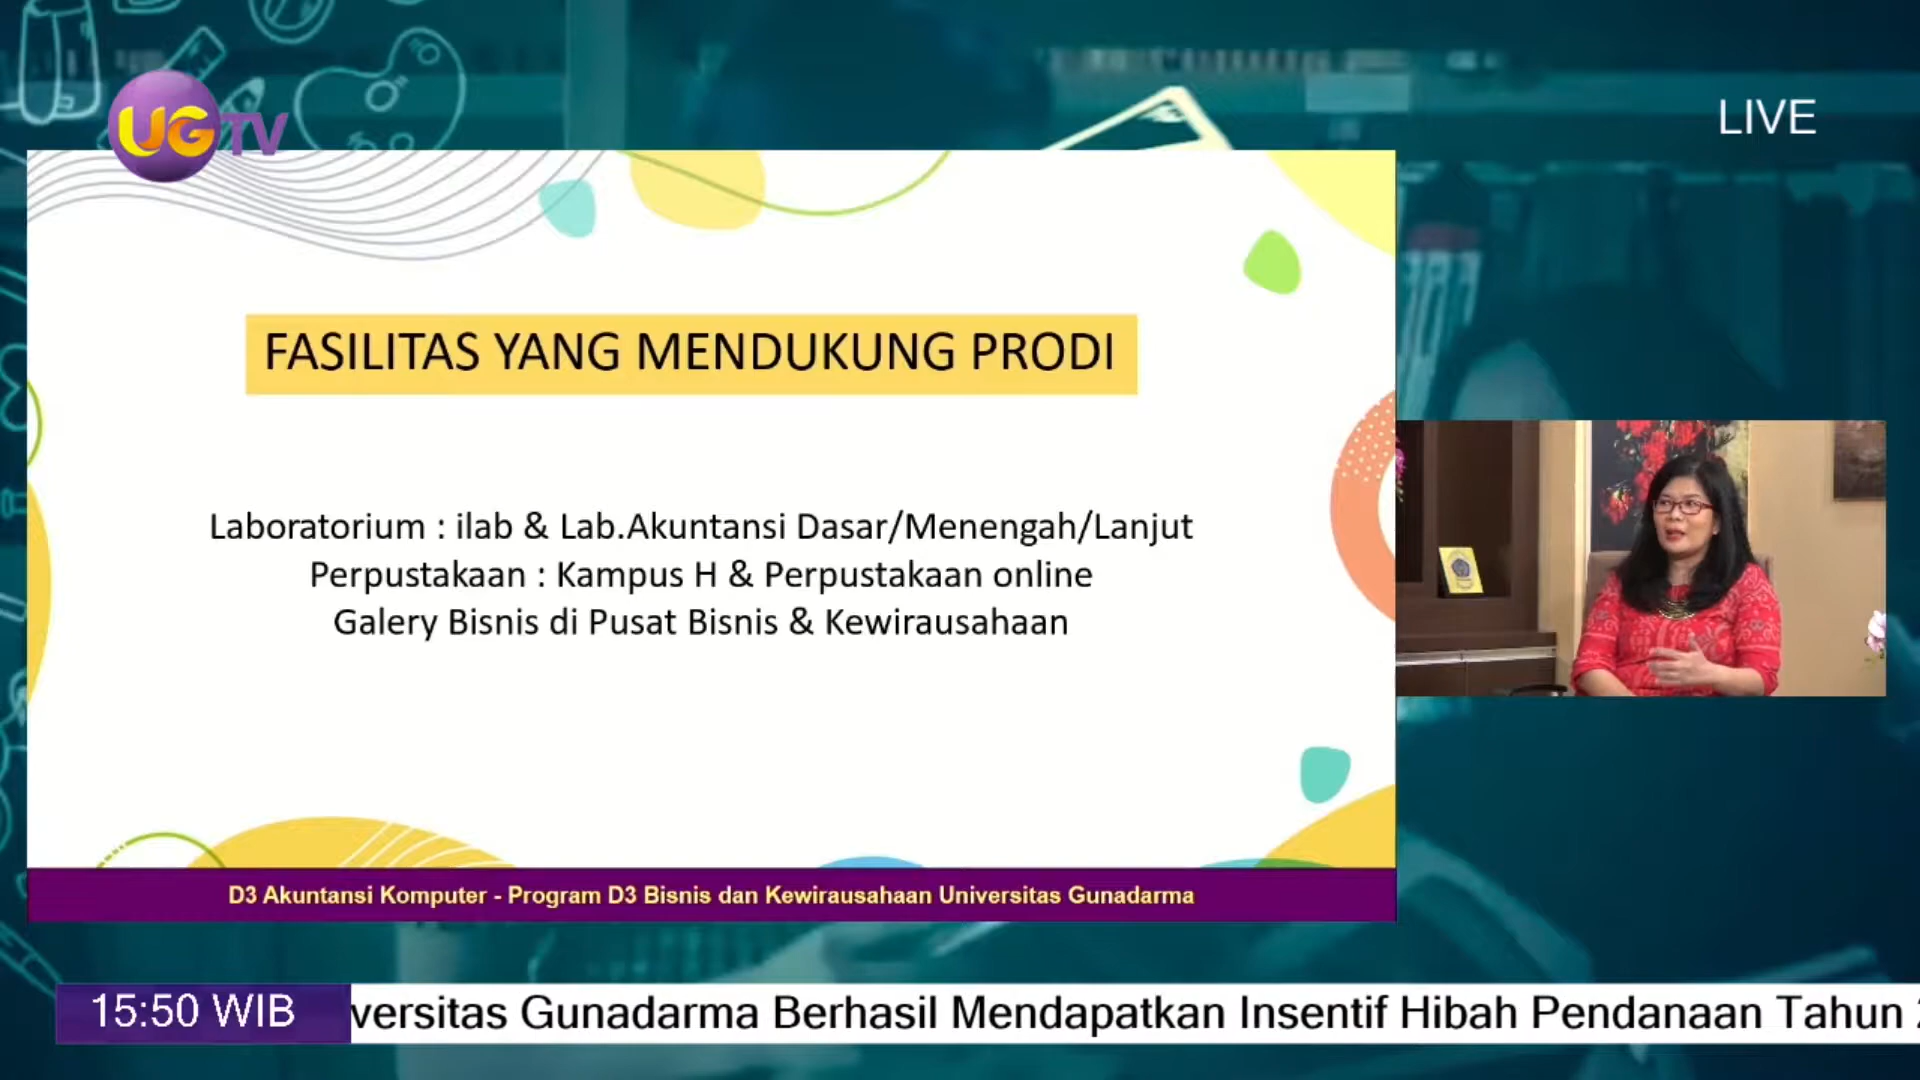 UGTV
LIVE
FASILITAS YANG MENDUKUNG PRODI
Laboratorium : ilab & Lab.Akuntansi Dasar/Menengah/Lanjut
Perpustakaan : Kampus H & Perpustakaan online
Galery Bisnis di Pusat Bisnis & Kewirausahaan
D3 Akuntansi Komputer - Program D3 Bisnis dan Kewirausahaan Universitas Gunadarma
15:50 WIB
versitas Gunadarma Berhasil Mendapatkan Insentif Hibah Pendanaan Tahun